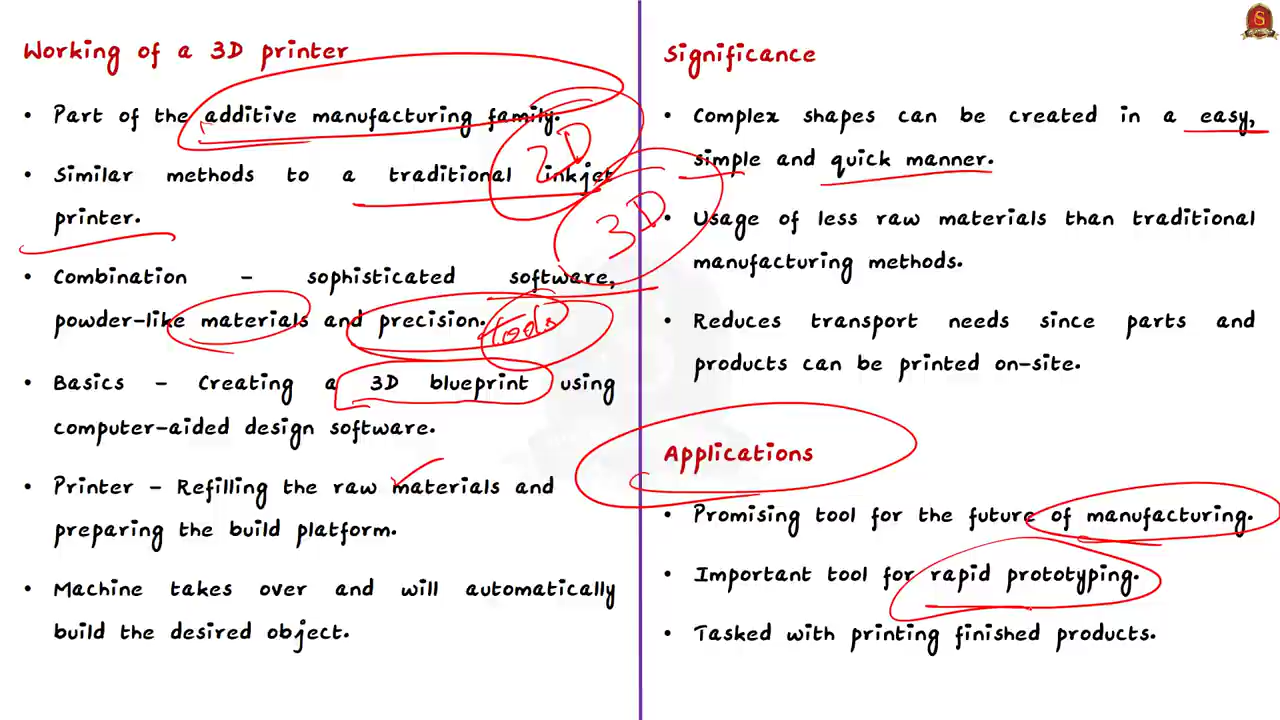 Working of a 3D printer
• Part of the additive manufacturing family.
• Similar methods to a traditional inkjet
printer.
• Combination – sophisticated software,
powder-like materials and precision.
tools
• Basics – Creating a 3D blueprint using
computer-aided design software.
• Printer – Refilling the raw materials and
preparing the build platform.
• Machine takes over and will automatically
build the desired object.
2D
3D
Significance
• Complex shapes can be created in a easy,
simple and quick manner.
• Usage of less raw materials than traditional
manufacturing methods.
• Reduces transport needs since parts and
products can be printed on-site.
Applications
• Promising tool for the future of manufacturing.
• Important tool for rapid prototyping.
• Tasked with printing finished products.
S